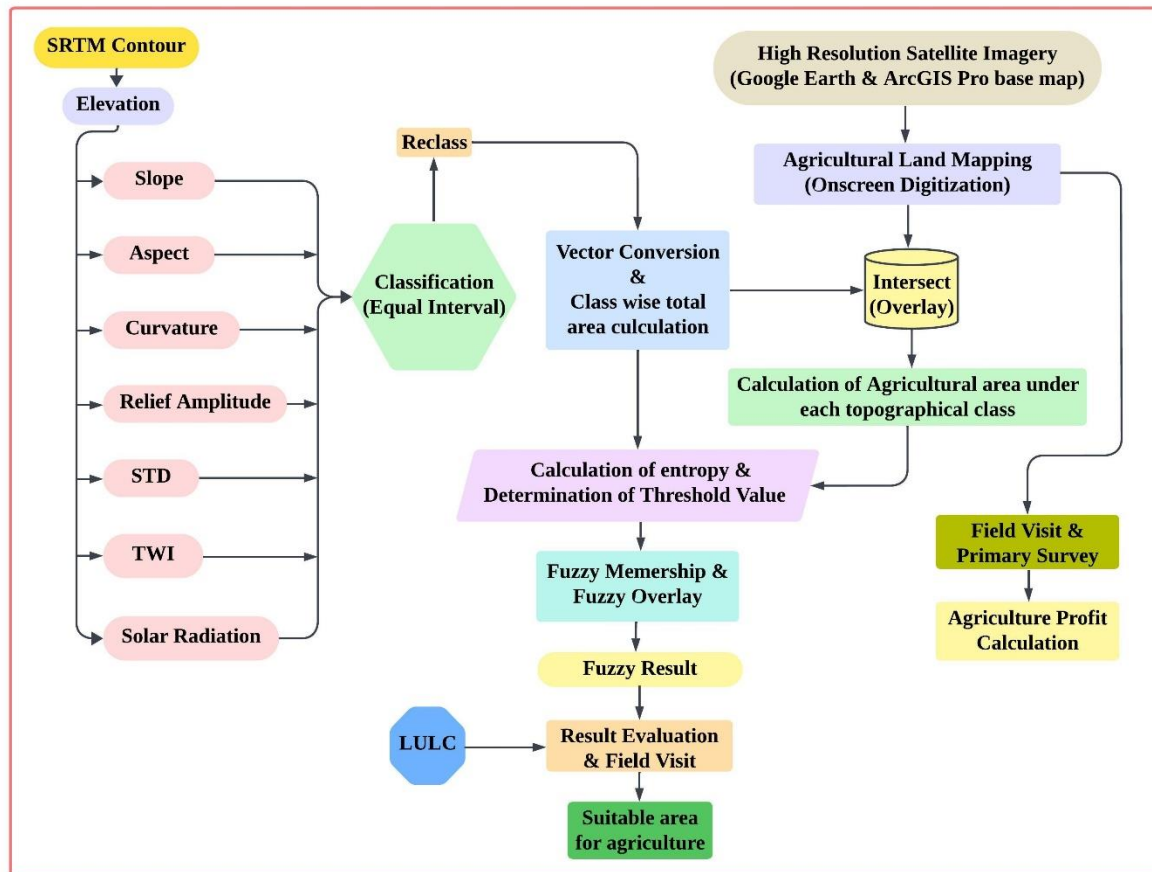 SRTM Contour
Elevation
Slope
Aspect
Curvature
Relief Amplitude
STD
TWI
Solar Radiation
Reclass
Classification
(Equal Interval)
Vector Conversion
&
Class wise total
area culculation
High Resolution Satellite Imagery
(Google Earth & ArcGIS Pro base map)
Agricultural Land Mapping
(Onscreen Digitization)
Intersect
(Overlay)
Calculation of Agricultural area under
each topographical class
Calculation of entropy &
Determination of Threshold Value
Fuzzy Memership &
Fuzzy Overlay
Fuzzy Result
LULC
Result Evaluation
& Field Visit
Suitable area
for agriculture
Field Visit &
Primary Survey
Agriculture Profit
Calculation